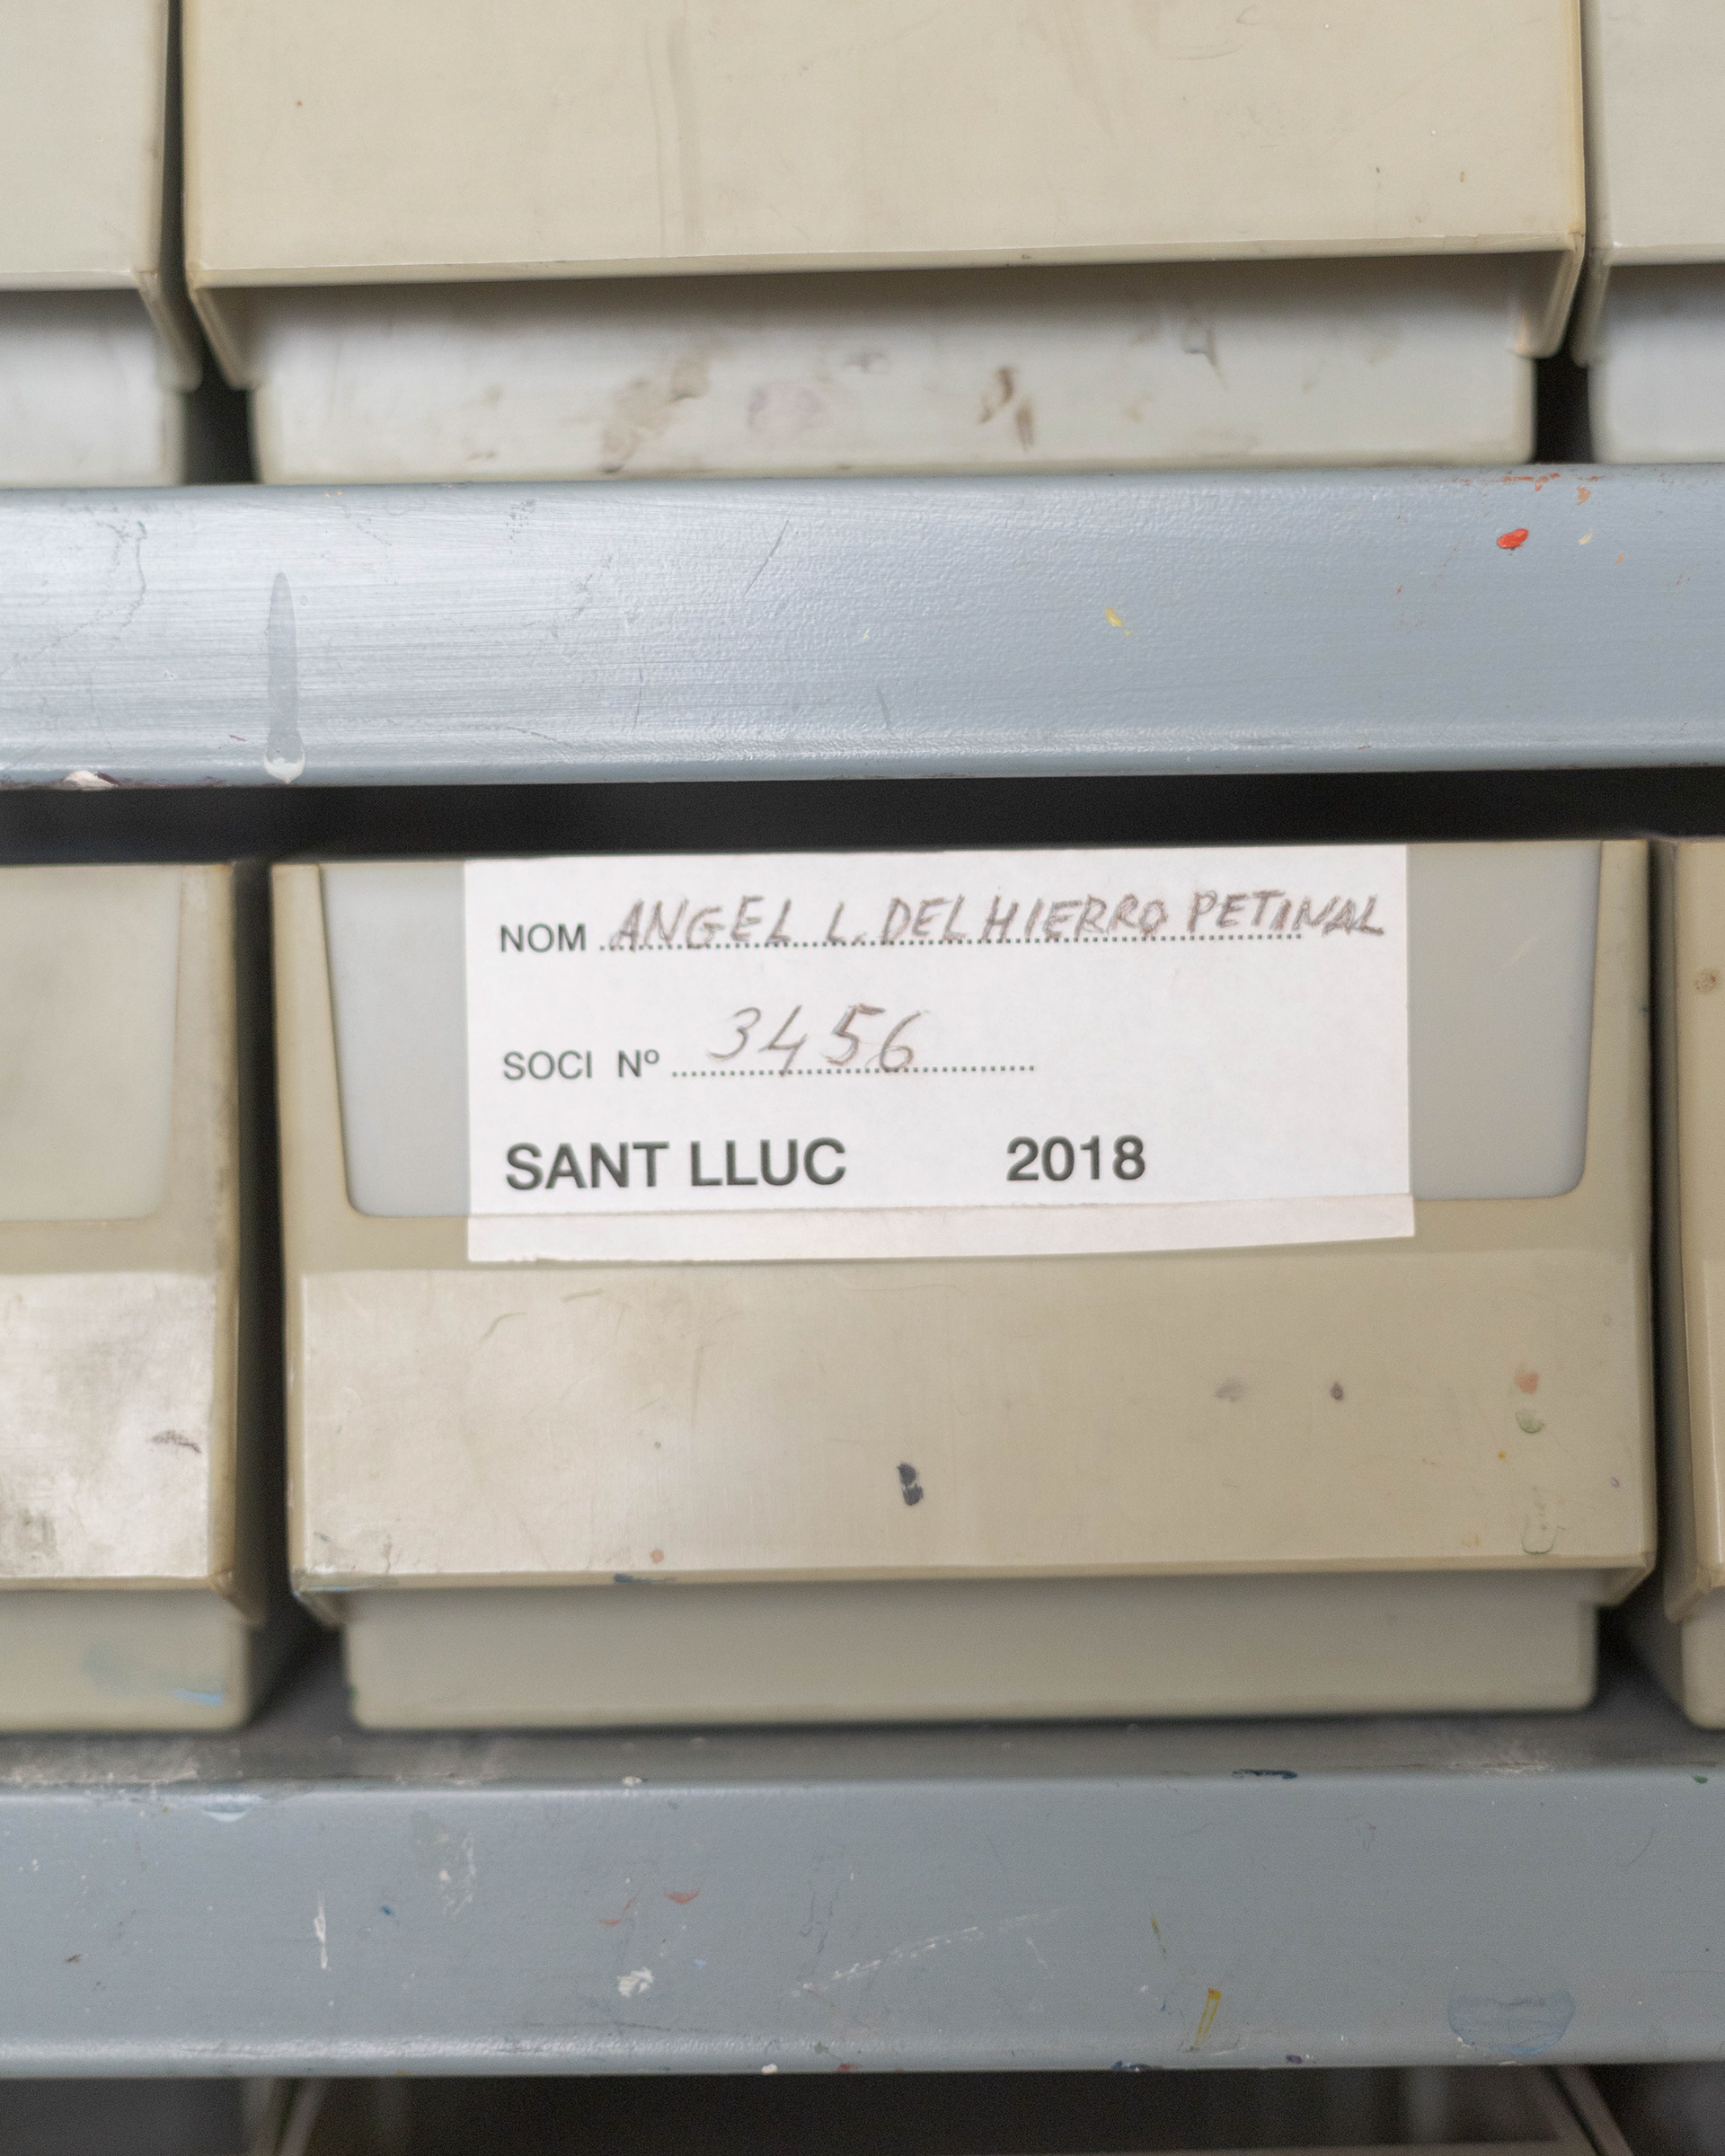 NOM ANGEL L. DEL HIERRO PETINAL
SOCI Nº 3456
SANT LLUC 2018